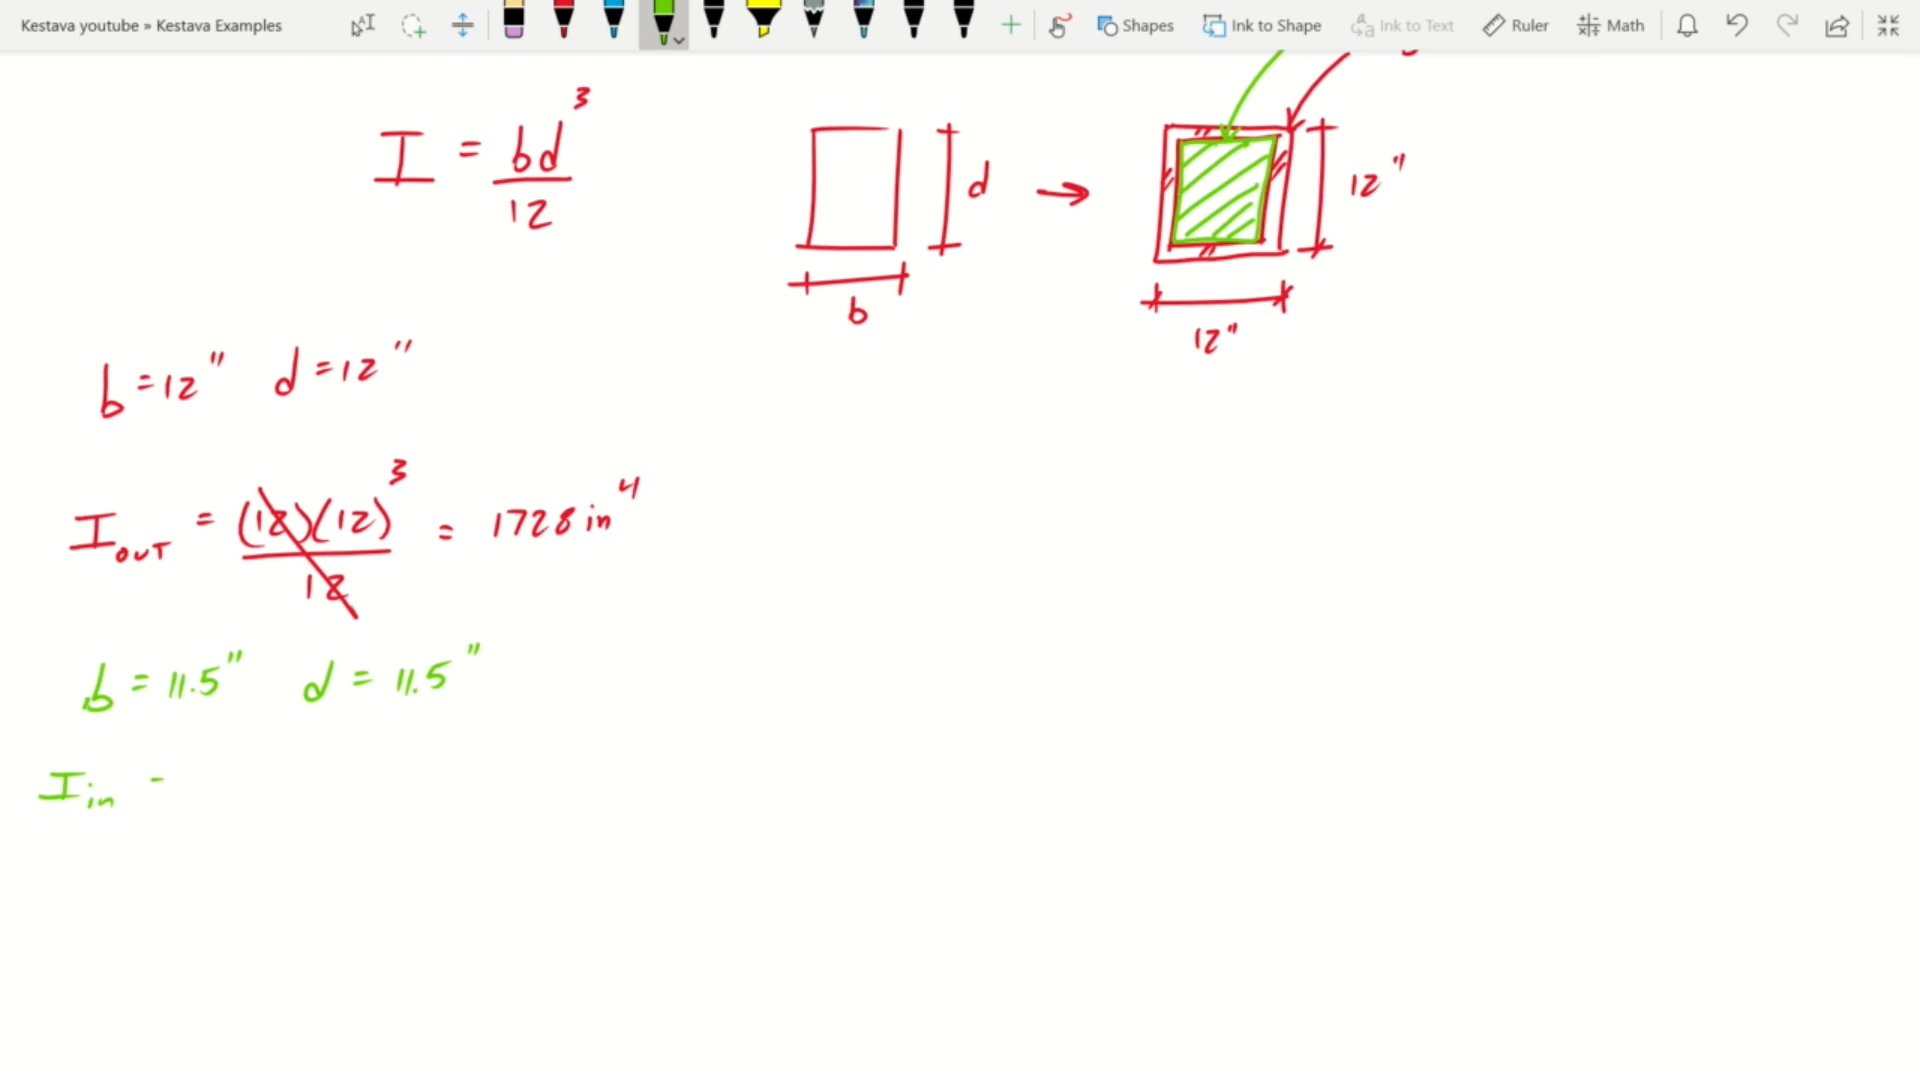 Kestava youtube » Kestava Examples
Shapes
Ink to Shape
Ink to Text
Ruler
Math
I = bd³ / 12
d
b
12"
12"
b = 12"  d = 12"
I_OUT = (12)(12)³ / 12 = 1728 in⁴
b = 11.5"  d = 11.5"
I_in =